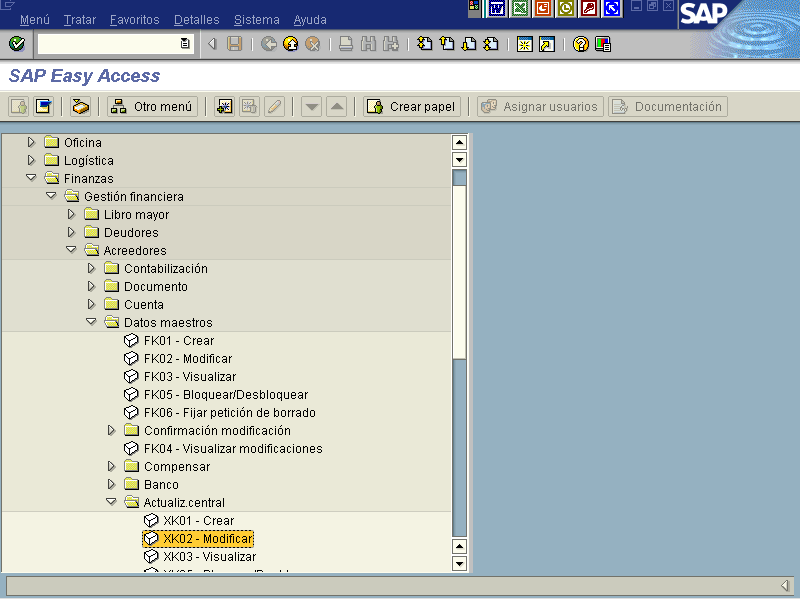 Menú Tratar Favoritos Detalles Sistema Ayuda
SAP
SAP Easy Access
Otro menú Crear papel Asignar usuarios Documentación
Oficina
Logística
Finanzas
Gestión financiera
Libro mayor
Deudores
Acreedores
Contabilización
Documento
Cuenta
Datos maestros
FK01 - Crear
FK02 - Modificar
FK03 - Visualizar
FK05 - Bloquear/Desbloquear
FK06 - Fijar petición de borrado
Confirmación modificación
FK04 - Visualizar modificaciones
Compensar
Banco
Actualiz.central
XK01 - Crear
XK02 - Modificar
XK03 - Visualizar